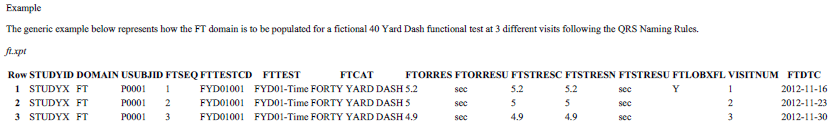 Example
The generic example below represents how the FT domain is to be populated for a fictional 40 Yard Dash functional test at 3 different visits following the QRS Naming Rules.
ft.xpt
Row STUDYID DOMAIN USUBJID FTSEQ FTTESTCD FTTEST FTCAT FTORRES FTORRESU FTSTRESC FTSTRESN FTSTRESU FTLOBXFL VISITNUM FTDTC
1 STUDYX FT P0001 1 FYD01001 FYD01-Time FORTY YARD DASH 5.2 sec 5.2 5.2 sec Y 1 2012-11-16
2 STUDYX FT P0001 2 FYD01001 FYD01-Time FORTY YARD DASH 5 sec 5 5 sec 2 2012-11-23
3 STUDYX FT P0001 3 FYD01001 FYD01-Time FORTY YARD DASH 4.9 sec 4.9 4.9 sec 3 2012-11-30